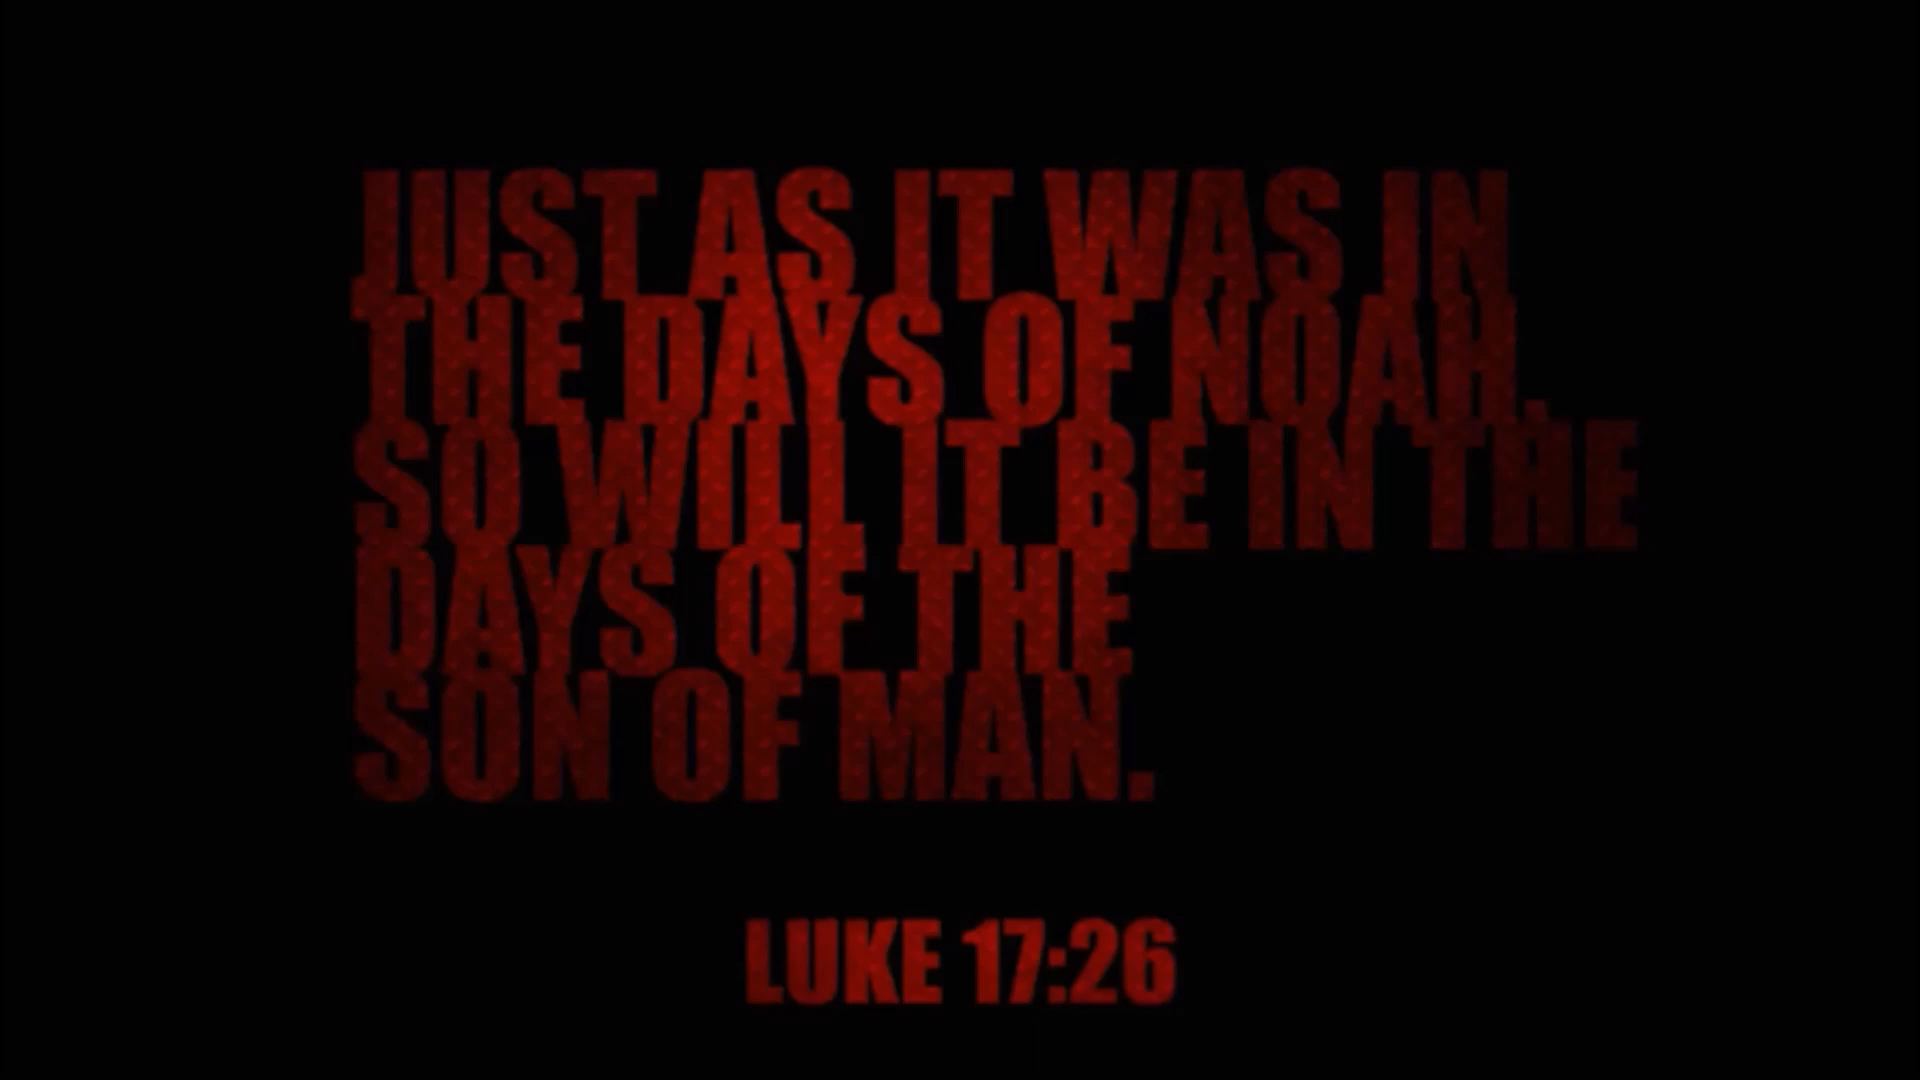 JUST AS IT WAS IN
THE DAYS OF NOAH,
SO WILL IT BE IN THE
DAYS OF THE
SON OF MAN.
LUKE 17:26